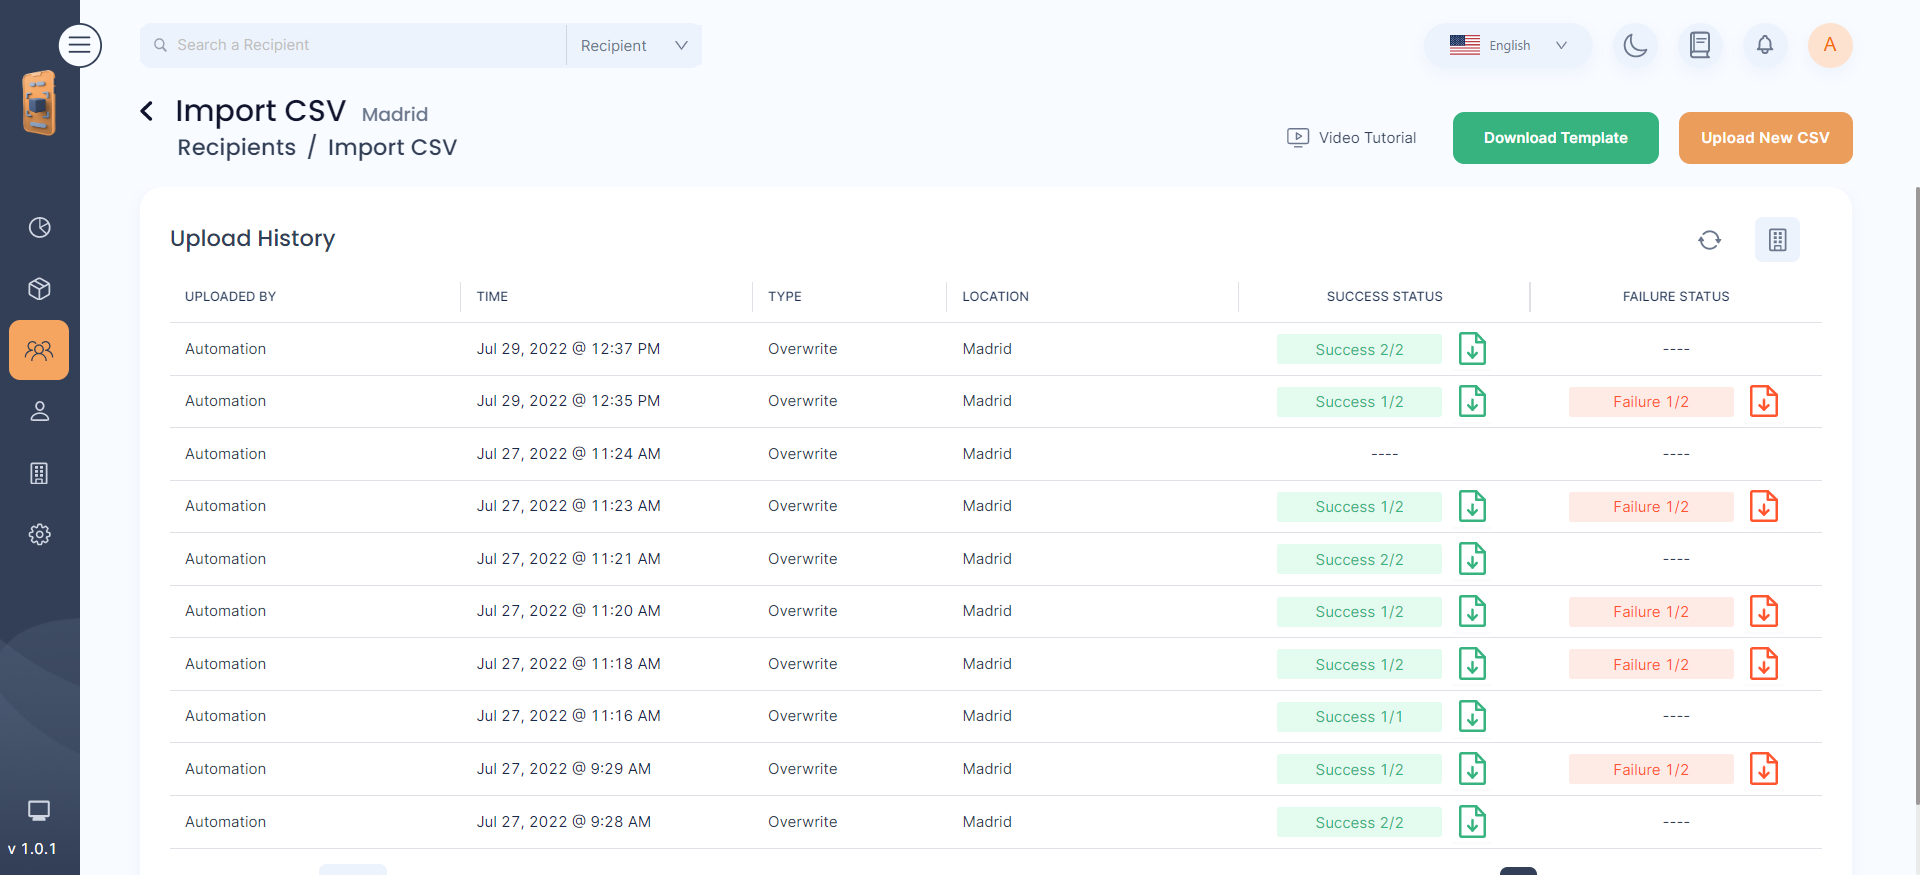 Search a Recipient
Recipient
English
A
Import CSV Madrid
Recipients / Import CSV
Video Tutorial
Download Template
Upload New CSV
Upload History
UPLOADED BY TIME TYPE LOCATION SUCCESS STATUS FAILURE STATUS
Automation Jul 29, 2022 @ 12:37 PM Overwrite Madrid Success 2/2 ----
Automation Jul 29, 2022 @ 12:35 PM Overwrite Madrid Success 1/2 Failure 1/2
Automation Jul 27, 2022 @ 11:24 AM Overwrite Madrid ---- ----
Automation Jul 27, 2022 @ 11:23 AM Overwrite Madrid Success 1/2 Failure 1/2
Automation Jul 27, 2022 @ 11:21 AM Overwrite Madrid Success 2/2 ----
Automation Jul 27, 2022 @ 11:20 AM Overwrite Madrid Success 1/2 Failure 1/2
Automation Jul 27, 2022 @ 11:18 AM Overwrite Madrid Success 1/2 Failure 1/2
Automation Jul 27, 2022 @ 11:16 AM Overwrite Madrid Success 1/1 ----
Automation Jul 27, 2022 @ 9:29 AM Overwrite Madrid Success 1/2 Failure 1/2
Automation Jul 27, 2022 @ 9:28 AM Overwrite Madrid Success 2/2 ----
v 1.0.1